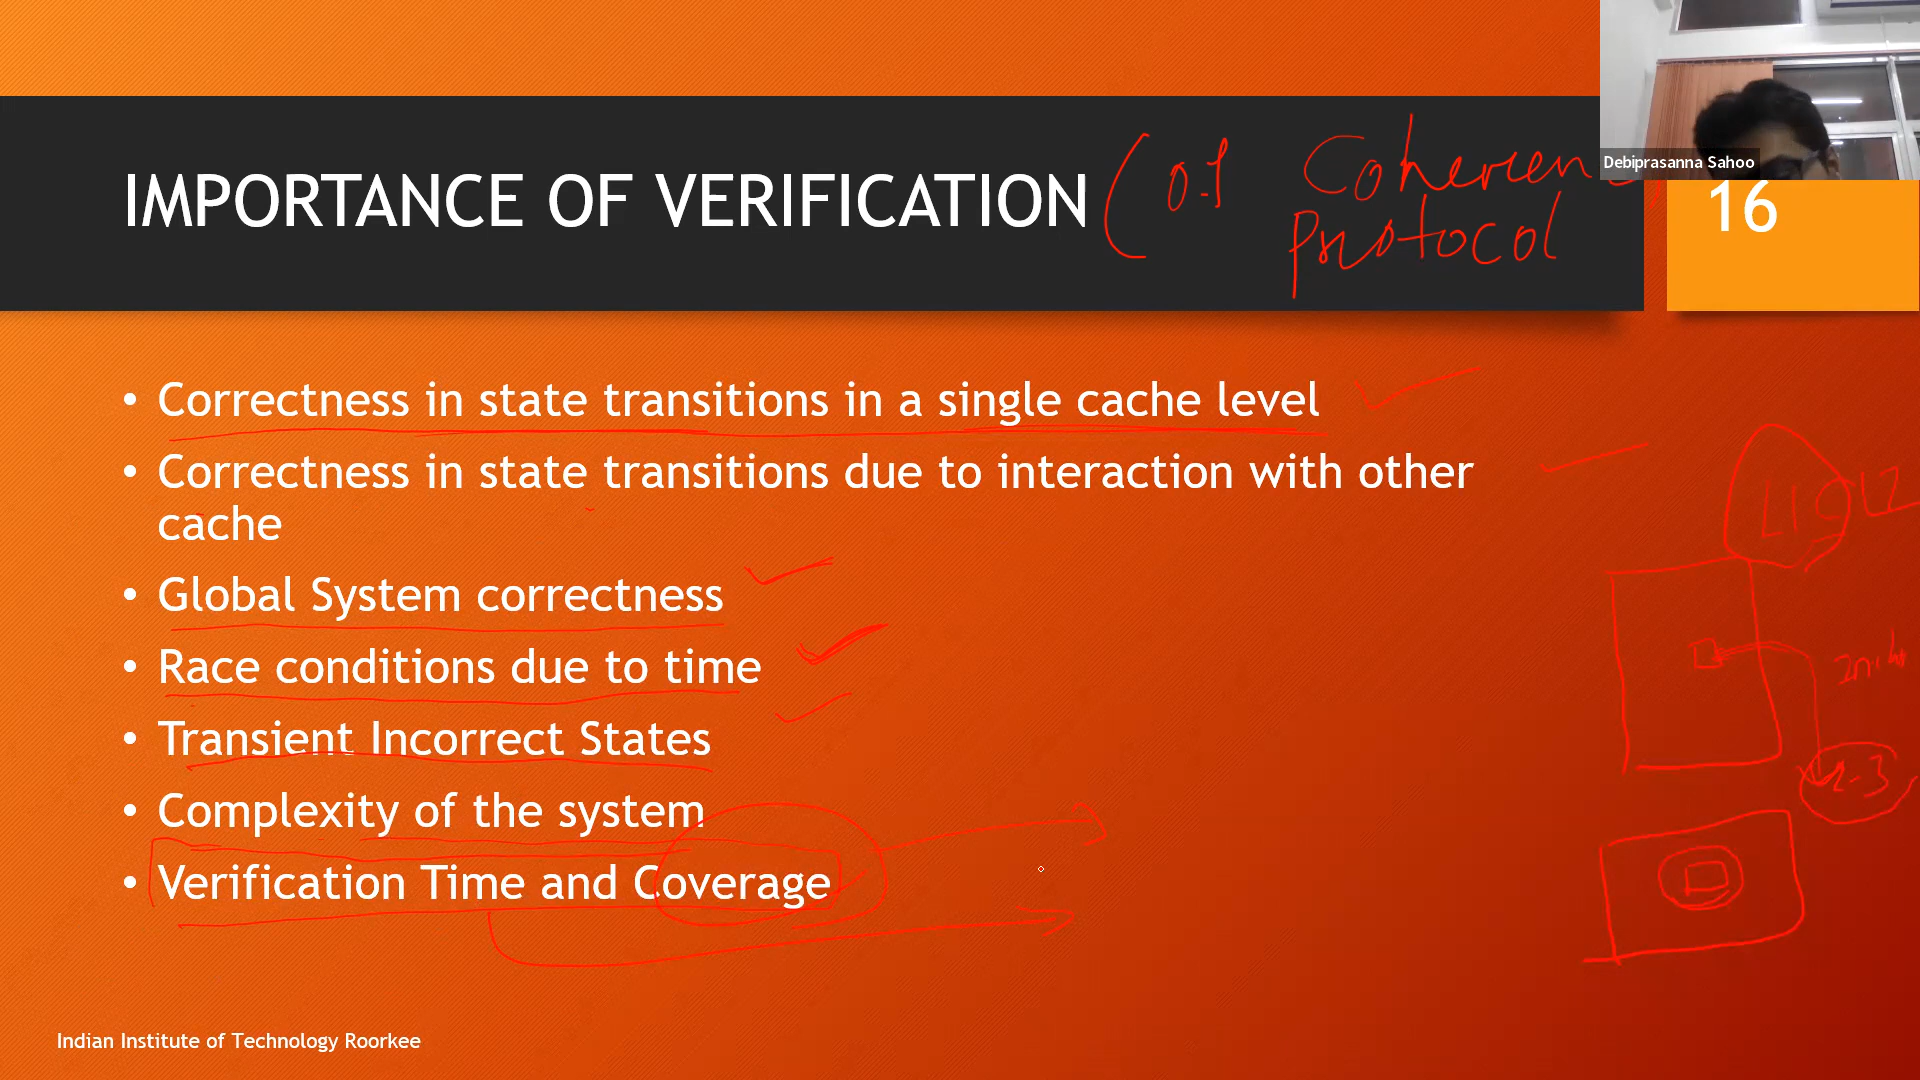 IMPORTANCE OF VERIFICATION
Coheren
Protocol
Debiprasanna Sahoo
16
• Correctness in state transitions in a single cache level
• Correctness in state transitions due to interaction with other
cache
• Global System correctness
• Race conditions due to time
• Transient Incorrect States
• Complexity of the system
• Verification Time and Coverage
L1 L2
Indian Institute of Technology Roorkee